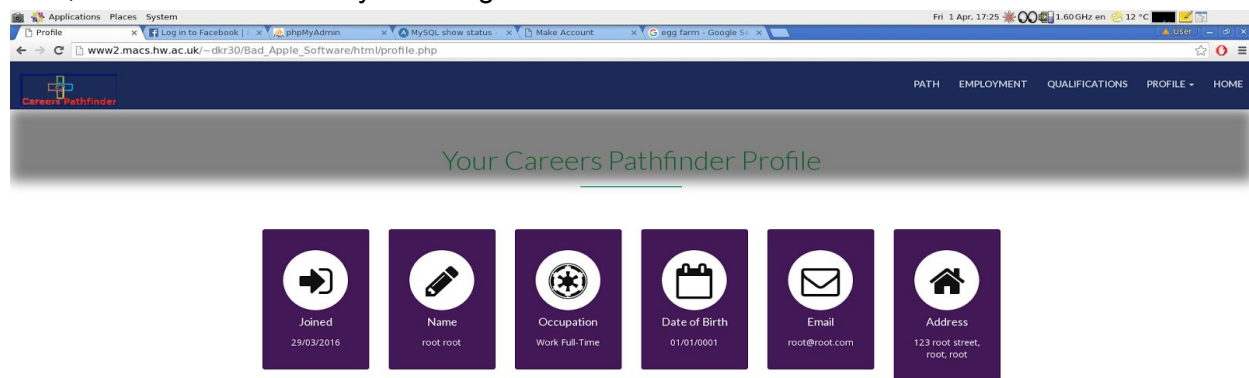 Applications Places System Fri 1 Apr, 17:25 1.60 GHz en 12 °C
Profile Log in to Facebook | phpMyAdmin MySQL show status - Make Account egg farm - Google Se User
www2.macs.hw.ac.uk/~dkr30/Bad_Apple_Software/html/profile.php
Careers Pathfinder PATH EMPLOYMENT QUALIFICATIONS PROFILE HOME
Your Careers Pathfinder Profile
Joined Name Occupation Date of Birth Email Address
29/03/2016 root root Work Full-Time 01/01/0001 root@root.com 123 root street,
root, root